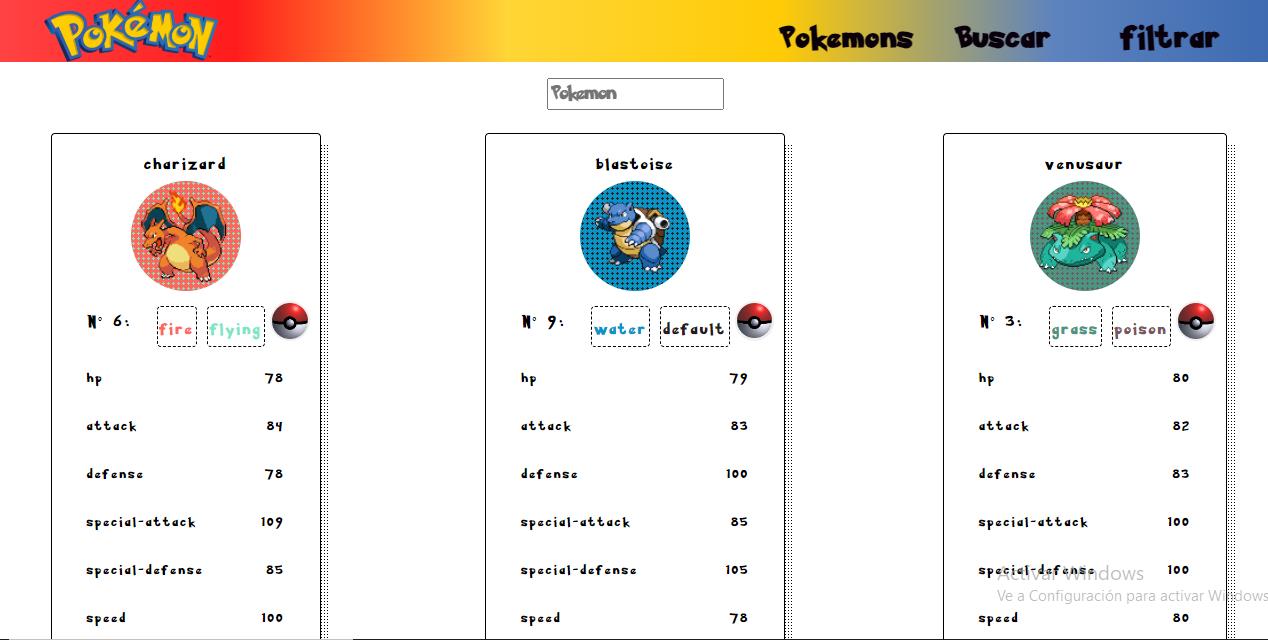 POKéMON
Pokemons Buscar filtrar
Pokemon
charizard
N° 6: fire flying
hp 78
attack 84
defense 78
special-attack 109
special-defense 85
speed 100
blastoise
N° 9: water default
hp 79
attack 83
defense 100
special-attack 85
special-defense 105
speed 78
venusaur
N° 3: grass poison
hp 80
attack 82
defense 83
special-attack 100
special-defense 100
speed 80
Activar Windows
Ve a Configuración para activar Windows